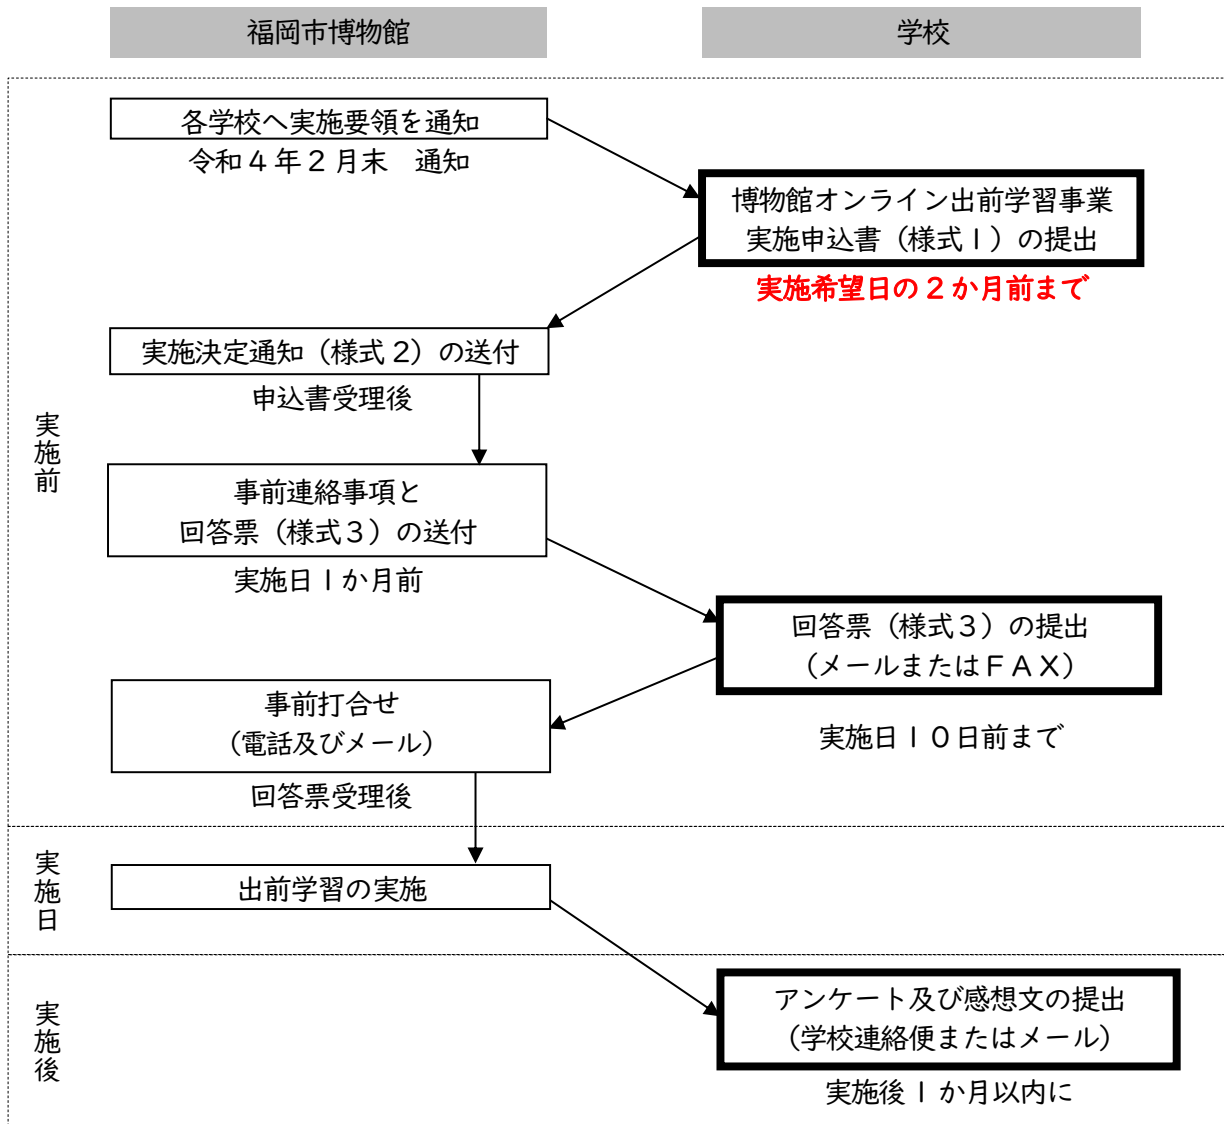 福岡市博物館
学校
各学校へ実施要領を通知
令和４年２月末　通知
博物館オンライン出前学習事業
実施申込書（様式１）の提出
実施希望日の２か月前まで
実施決定通知（様式２）の送付
申込書受理後
実施前
事前連絡事項と
回答票（様式３）の送付
実施日１か月前
回答票（様式３）の提出
（メールまたはＦＡＸ）
実施日１０日前まで
事前打合せ
（電話及びメール）
回答票受理後
実施日
出前学習の実施
実施後
アンケート及び感想文の提出
（学校連絡便またはメール）
実施後１か月以内に